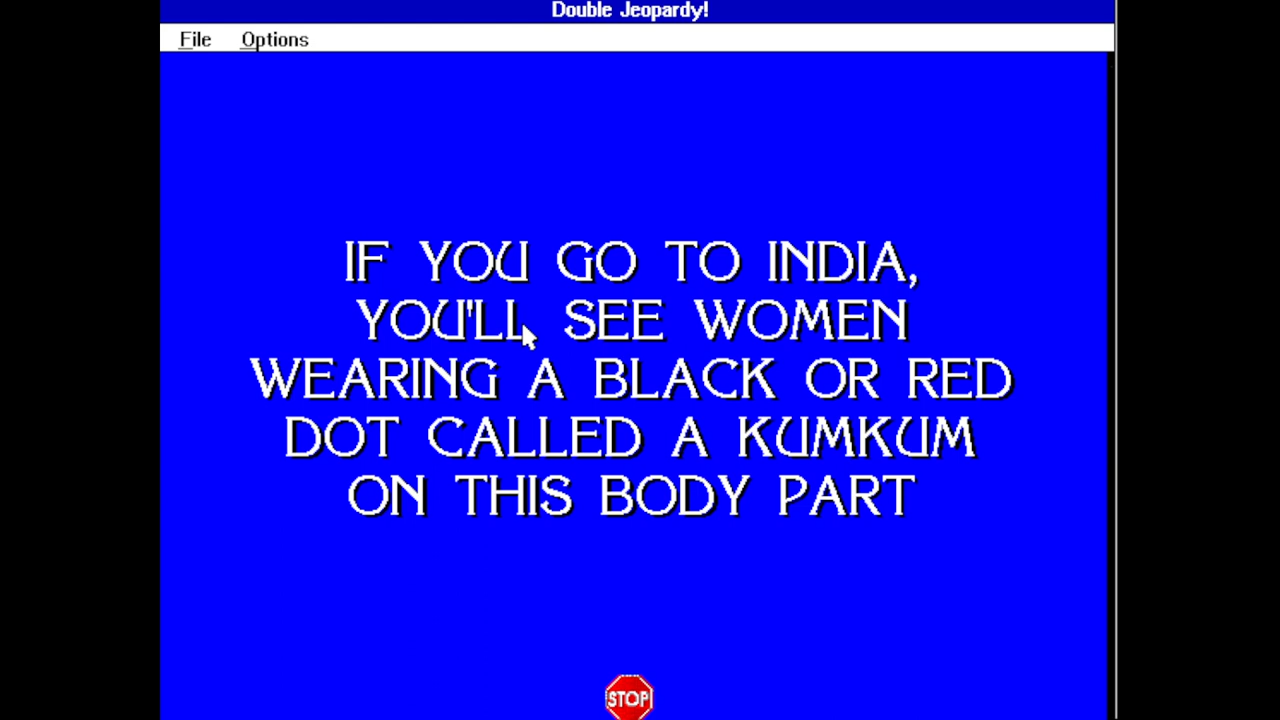 Double Jeopardy!
File Options
IF YOU GO TO INDIA,
YOU'LL SEE WOMEN
WEARING A BLACK OR RED
DOT CALLED A KUMKUM
ON THIS BODY PART
STOP